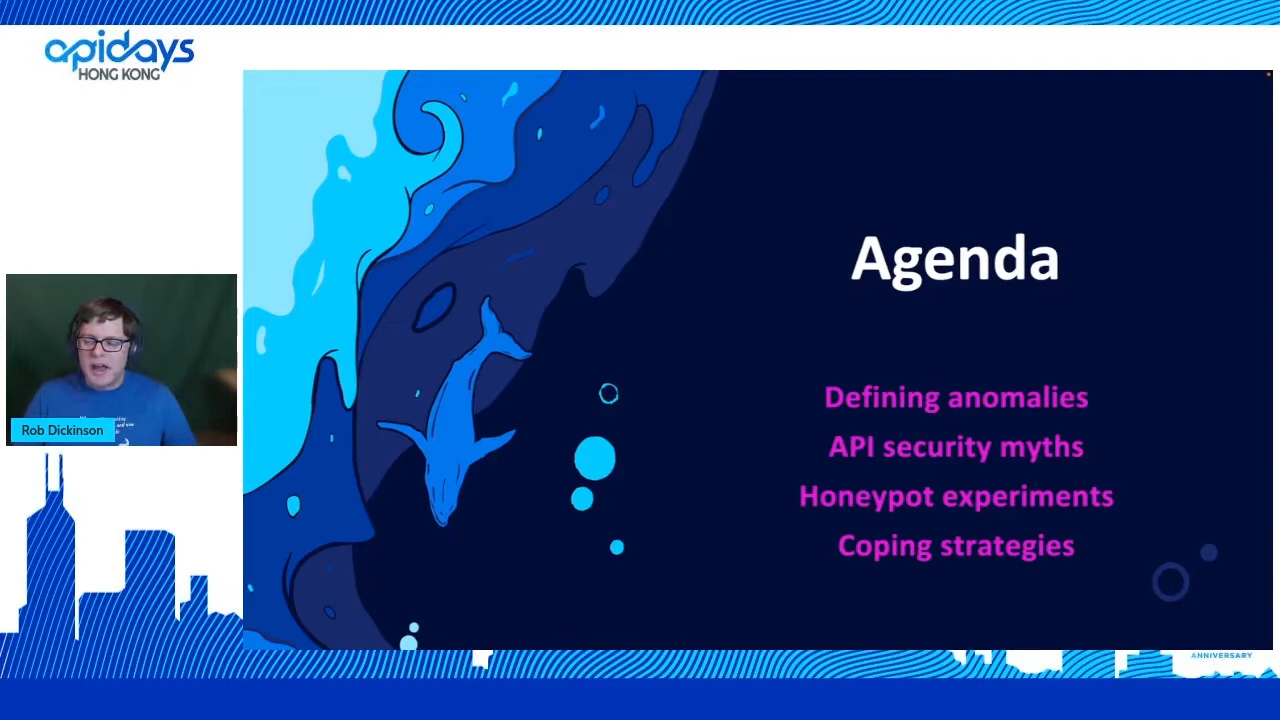 apidays
HONG KONG
Agenda
Defining anomalies
API security myths
Honeypot experiments
Coping strategies
Rob Dickinson
ANNIVERSARY